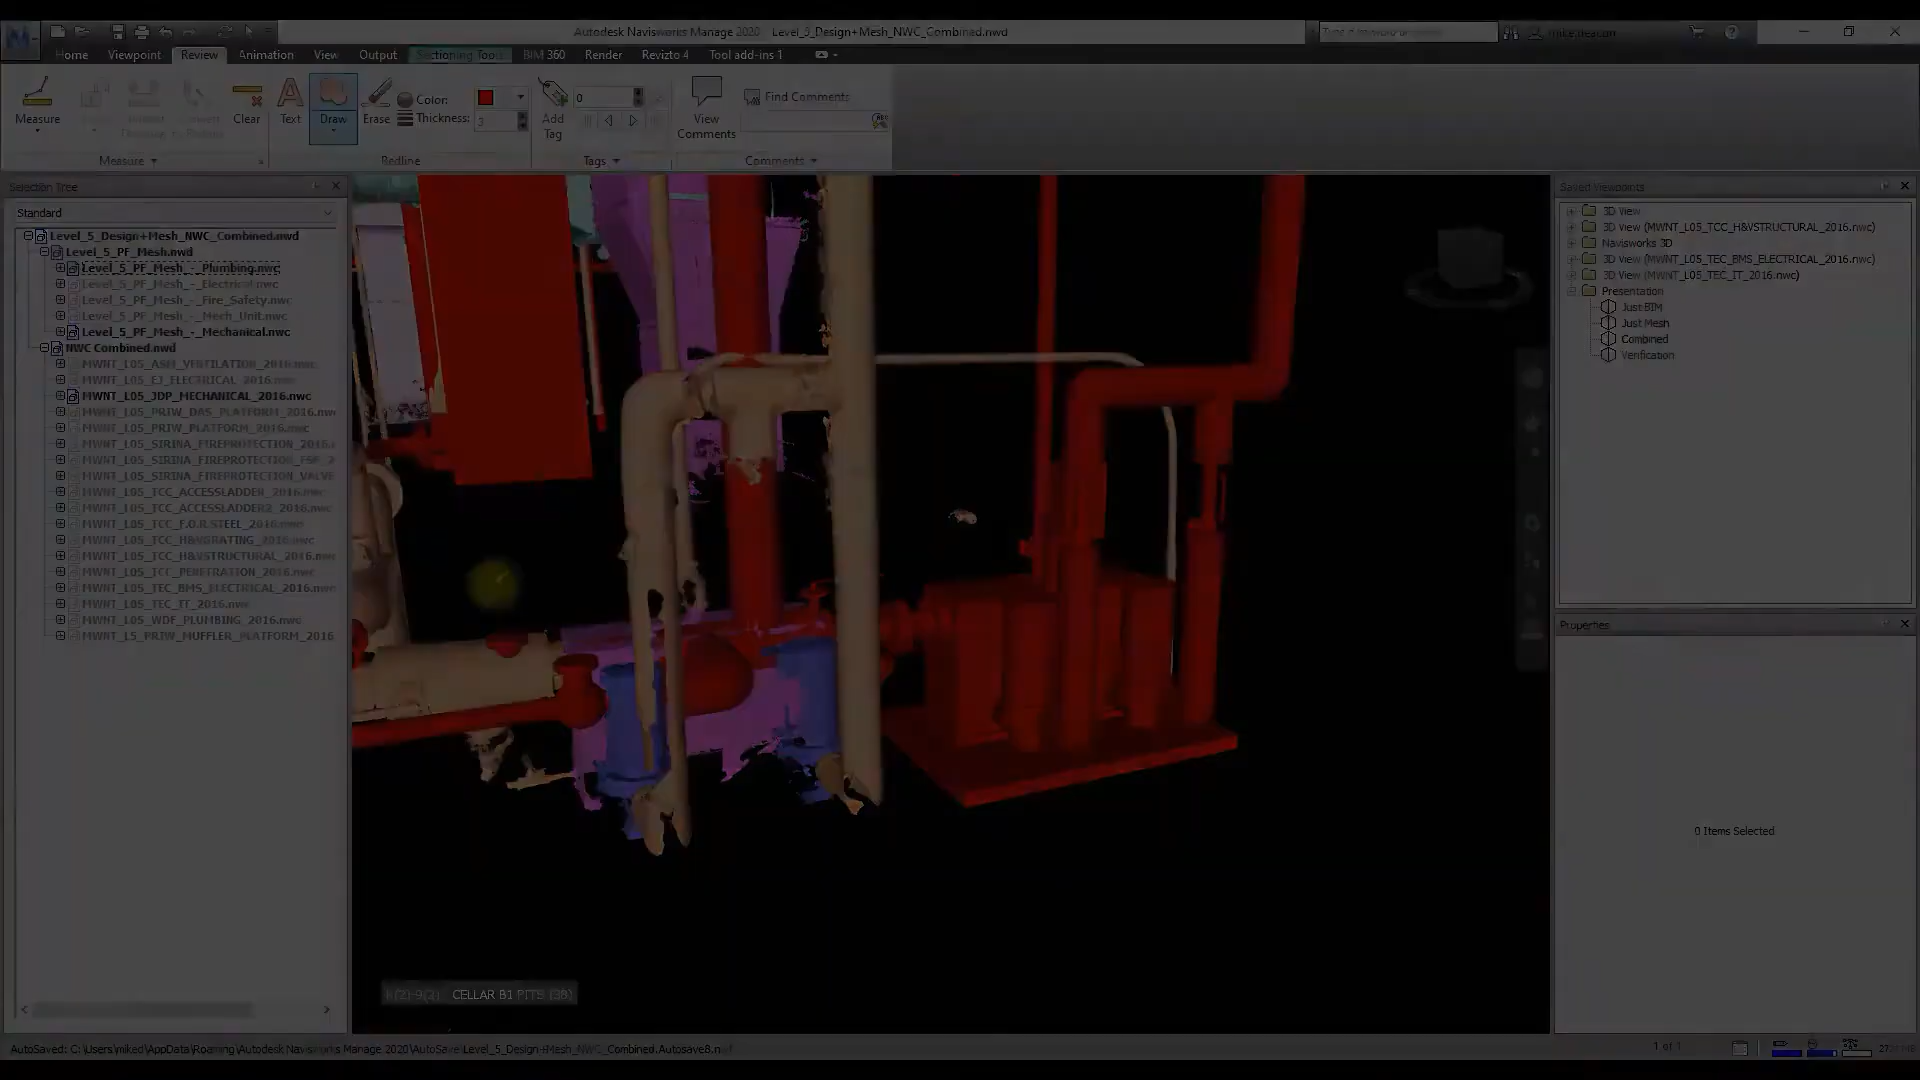 Autodesk Navisworks Manage 2020 Level_5_Design+Mesh_NWC_Combined.nwd
Home Viewpoint Review Animation View Output Sectioning Tools BIM 360 Render Revizto 4 Tool add-ins 1
Measure
Clear
Text
Draw
Erase
Color:
Thickness: 3
Add Tag
0
View Comments
Find Comments
Measure Redline Tags Comments
Selection Tree
Standard
Level_5_Design+Mesh_NWC_Combined.nwd
Level_5_PF_Mesh.nwd
Level_5_PF_Mesh_-_Plumbing.nwc
Level_5_PF_Mesh_-_Electrical.nwc
Level_5_PF_Mesh_-_Fire_Safety.nwc
Level_5_PF_Mesh_-_Mech_Unit.nwc
Level_5_PF_Mesh_-_Mechanical.nwc
NWC Combined.nwd
MWNT_L05_ASM_VENTILATION_2016.nwc
MWNT_L05_E3_ELECTRICAL_2016.nwc
MWNT_L05_JDP_MECHANICAL_2016.nwc
MWNT_L05_PRIW_DAS_PLATFORM_2016.nwc
MWNT_L05_PRIW_PLATFORM_2016.nwc
MWNT_L05_SIRINA_FIREPROTECTION_2016.
MWNT_L05_SIRINA_FIREPROTECTION_FSP_2
MWNT_L05_SIRINA_FIREPROTECTION_VALVE
MWNT_L05_TCC_ACCESSLADDER_2016.nwc
MWNT_L05_TCC_ACCESSLADDER2_2016.nwc
MWNT_L05_TCC_F.O.R.STEEL_2016.nwc
MWNT_L05_TCC_H&VGRATING_2016.nwc
MWNT_L05_TCC_H&VSTRUCTURAL_2016.nwc
MWNT_L05_TCC_PENETRATION_2016.nwc
MWNT_L05_TEC_BMS_ELECTRICAL_2016.nwc
MWNT_L05_TEC_IT_2016.nwc
MWNT_L05_WDF_PLUMBING_2016.nwc
MWNT_L5_PRIW_MUFFLER_PLATFORM_2016
CELLAR B1 PITS (38)
Saved Viewpoints
3D View
3D View (MWNT_L05_TCC_H&VSTRUCTURAL_2016.nwc)
Navisworks 3D
3D View (MWNT_L05_TEC_BMS_ELECTRICAL_2016.nwc)
3D View (MWNT_L05_TEC_IT_2016.nwc)
Presentation
Just BIM
Just Mesh
Combined
Verification
Properties
0 Items Selected
AutoSaved: C:\Users\miked\AppData\Roaming\Autodesk Navisworks Manage 2020\AutoSave\Level_5_Design+Mesh_NWC_Combined.Autosave8.nwf
1 of 1